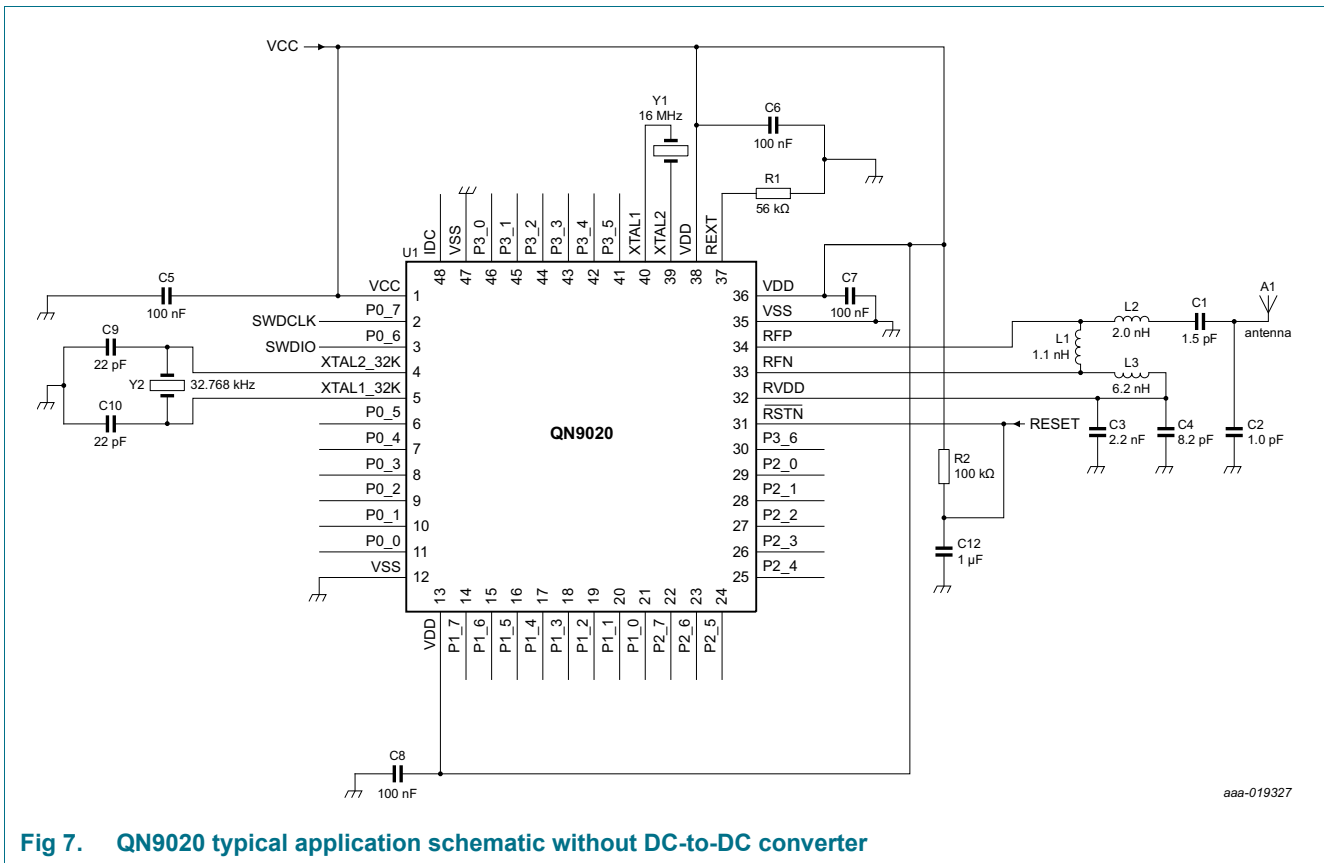 VCC
Y1
16 MHz
C6
100 nF
R1
56 kΩ
IDC
VSS
P3_0
P3_1
P3_2
P3_3
P3_4
P3_5
XTAL1
XTAL2
VDD
REXT
U1
48
47
46
45
44
43
42
41
40
39
38
37
C5
100 nF
VCC
1
SWDCLK
P0_7
2
SWDIO
P0_6
3
C9
22 pF
XTAL2_32K
4
Y2
32.768 kHz
XTAL1_32K
5
C10
22 pF
P0_5
6
P0_4
7
P0_3
8
P0_2
9
P0_1
10
P0_0
11
VSS
12
QN9020
36
VDD
C7
100 nF
35
VSS
34
RFP
33
RFN
32
RVDD
31
RSTN
RESET
30
P3_6
29
P2_0
28
P2_1
27
P2_2
26
P2_3
25
P2_4
L1
1.1 nH
L2
2.0 nH
C1
1.5 pF
A1
antenna
L3
6.2 nH
C3
2.2 nF
C4
8.2 pF
C2
1.0 pF
R2
100 kΩ
C12
1 µF
13
14
15
16
17
18
19
20
21
22
23
24
VDD
P1_7
P1_6
P1_5
P1_4
P1_3
P1_2
P1_1
P1_0
P2_7
P2_6
P2_5
C8
100 nF
aaa-019327
Fig 7. QN9020 typical application schematic without DC-to-DC converter